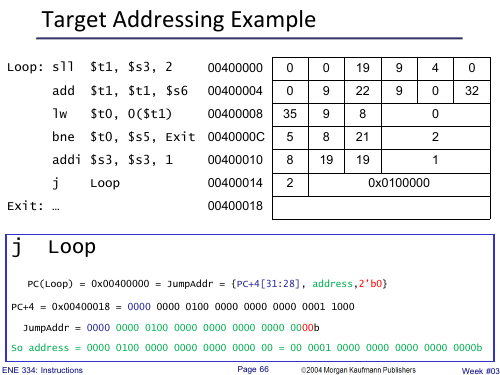 Target Addressing Example
Loop: sll $t1, $s3, 2 00400000 0 0 19 9 4 0
add $t1, $t1, $s6 00400004 0 9 22 9 0 32
lw $t0, 0($t1) 00400008 35 9 8 0
bne $t0, $s5, Exit 0040000C 5 8 21 2
addi $s3, $s3, 1 00400010 8 19 19 1
j Loop 00400014 2 0x0100000
Exit: … 00400018
j Loop
PC(Loop) = 0x00400000 = JumpAddr = {PC+4[31:28], address,2'b0}
PC+4 = 0x00400018 = 0000 0000 0100 0000 0000 0000 0001 1000
JumpAddr = 0000 0000 0100 0000 0000 0000 0000 0000b
So address = 0000 0100 0000 0000 0000 0000 00 = 00 0001 0000 0000 0000 0000 0000b
ENE 334: Instructions Page 66 ©2004 Morgan Kaufmann Publishers Week #03